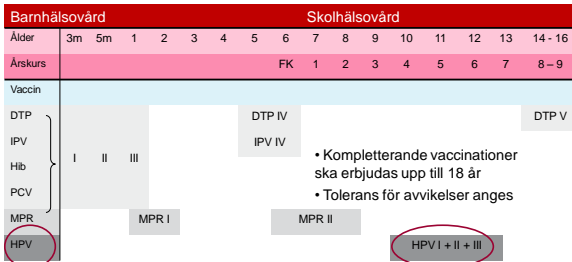 Barnhälsovård Skolhälsovård
Ålder 3m 5m 1 2 3 4 5 6 7 8 9 10 11 12 13 14 - 16
Årskurs FK 1 2 3 4 5 6 7 8 – 9
Vaccin
DTP DTP IV DTP V
IPV IPV IV
I II III
Hib
PCV
• Kompletterande vaccinationer
ska erbjudas upp till 18 år
• Tolerans för avvikelser anges
MPR MPR I MPR II
HPV HPV I + II + III